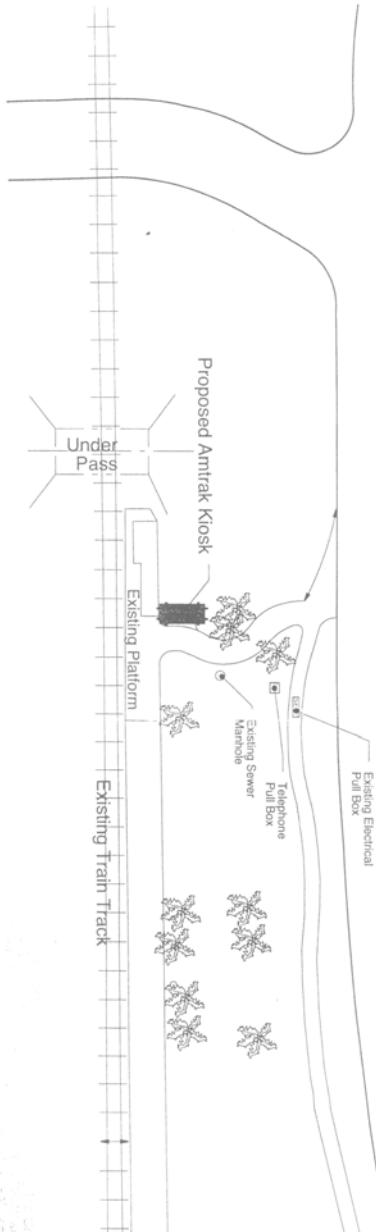 Under
Pass
Proposed Amtrak Kiosk
Existing Platform
Existing Sewer
Manhole
Telephone
Pull Box
Existing Electrical
Pull Box
Existing Train Track